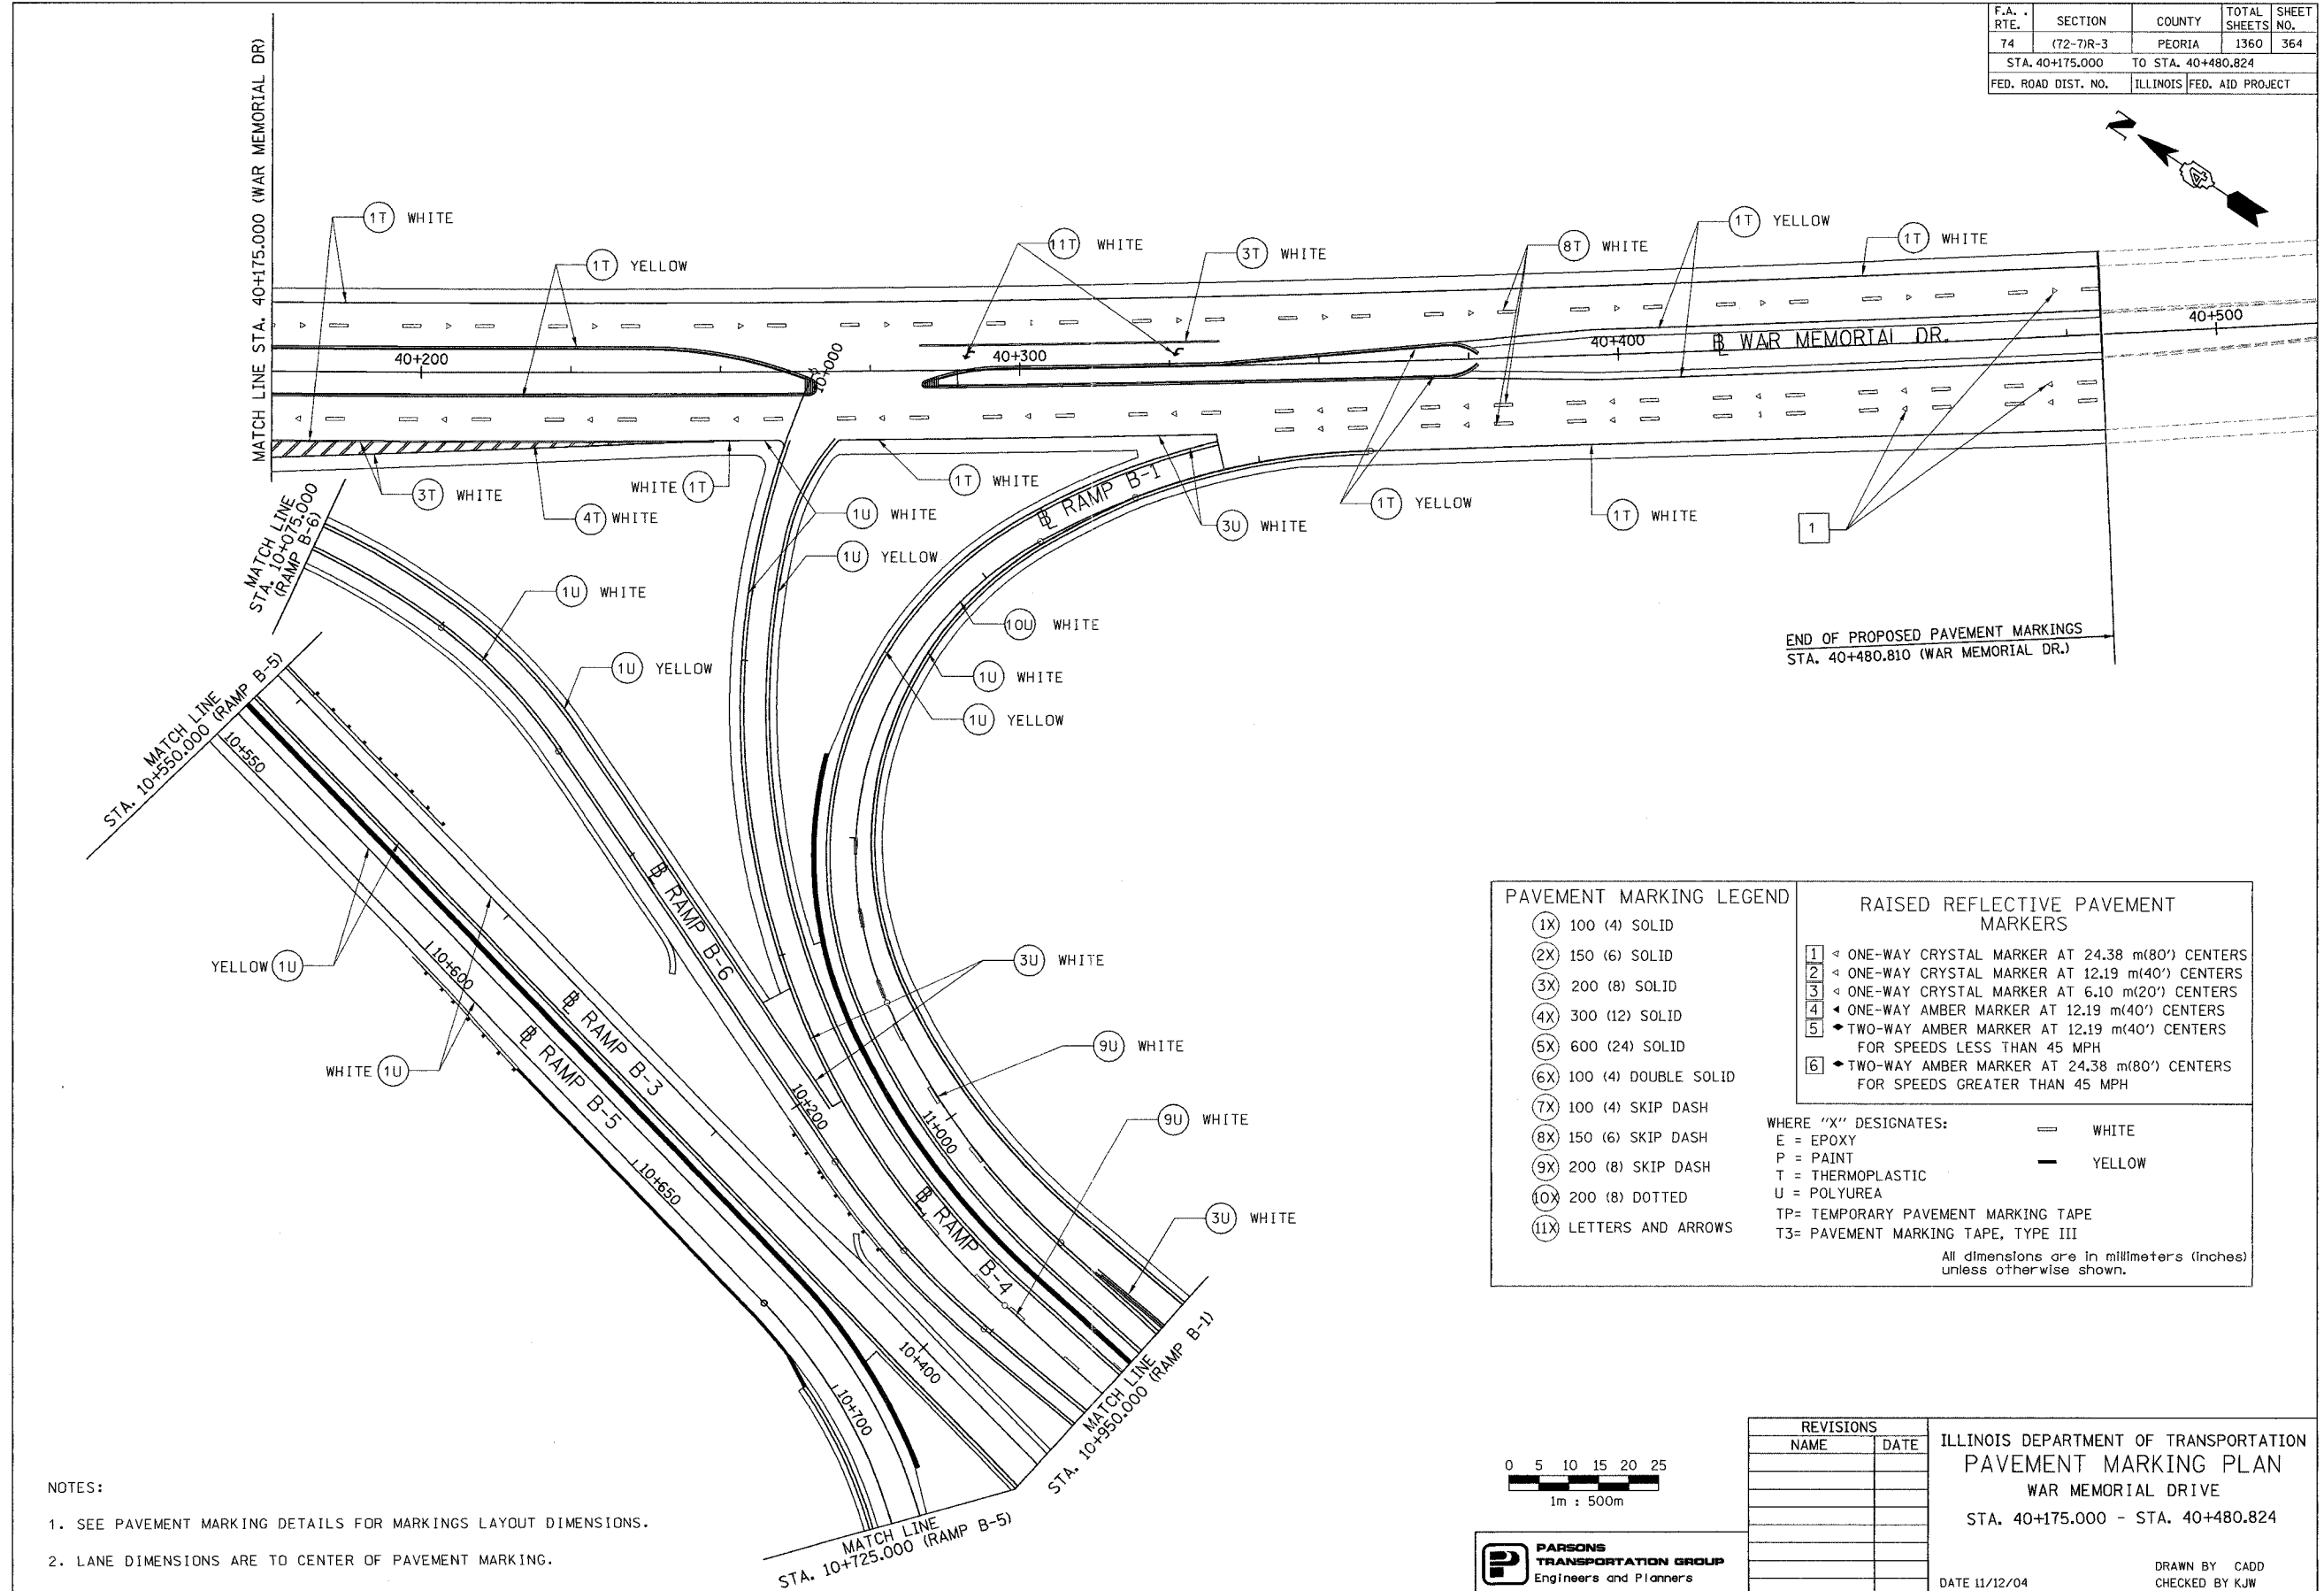 F.A. . RTE. SECTION COUNTY TOTAL SHEETS SHEET NO.
74 (72-7)R-3 PEORIA 1360 364
STA. 40+175.000 TO STA. 40+480.824
FED. ROAD DIST. NO. ILLINOIS FED. AID PROJECT
N
MATCH LINE STA. 40+175.000 (WAR MEMORIAL DR)
1T WHITE
1T YELLOW
11T WHITE
3T WHITE
8T WHITE
1T YELLOW
1T WHITE
40+200
10+000
40+300
40+400
BL WAR MEMORIAL DR.
40+500
3T WHITE
4T WHITE
WHITE 1T
1U WHITE
1U YELLOW
1T WHITE
BL RAMP B-1
3U WHITE
1T YELLOW
1T WHITE
1
MATCH LINE
STA. 10+075.000
(RAMP B-6)
1U WHITE
1U YELLOW
10U WHITE
1U WHITE
1U YELLOW
END OF PROPOSED PAVEMENT MARKINGS
STA. 40+480.810 (WAR MEMORIAL DR.)
MATCH LINE
STA. 10+550.000 (RAMP B-5)
10+550
BL RAMP B-6
YELLOW 1U
10+600
BL RAMP B-3
BL RAMP B-5
WHITE 1U
3U WHITE
9U WHITE
10+200
11+000
9U WHITE
10+650
BL RAMP B-4
3U WHITE
10+400
10+700
MATCH LINE
STA. 10+950.000 (RAMP B-1)
MATCH LINE
STA. 10+725.000 (RAMP B-5)
PAVEMENT MARKING LEGEND
1X 100 (4) SOLID
2X 150 (6) SOLID
3X 200 (8) SOLID
4X 300 (12) SOLID
5X 600 (24) SOLID
6X 100 (4) DOUBLE SOLID
7X 100 (4) SKIP DASH
8X 150 (6) SKIP DASH
9X 200 (8) SKIP DASH
10X 200 (8) DOTTED
11X LETTERS AND ARROWS
RAISED REFLECTIVE PAVEMENT
MARKERS
1 ONE-WAY CRYSTAL MARKER AT 24.38 m(80') CENTERS
2 ONE-WAY CRYSTAL MARKER AT 12.19 m(40') CENTERS
3 ONE-WAY CRYSTAL MARKER AT 6.10 m(20') CENTERS
4 ONE-WAY AMBER MARKER AT 12.19 m(40') CENTERS
5 TWO-WAY AMBER MARKER AT 12.19 m(40') CENTERS
FOR SPEEDS LESS THAN 45 MPH
6 TWO-WAY AMBER MARKER AT 24.38 m(80') CENTERS
FOR SPEEDS GREATER THAN 45 MPH
WHERE "X" DESIGNATES:
E = EPOXY
P = PAINT
T = THERMOPLASTIC
U = POLYUREA
TP= TEMPORARY PAVEMENT MARKING TAPE
T3= PAVEMENT MARKING TAPE, TYPE III
WHITE
YELLOW
All dimensions are in millimeters (inches)
unless otherwise shown.
NOTES:
1. SEE PAVEMENT MARKING DETAILS FOR MARKINGS LAYOUT DIMENSIONS.
2. LANE DIMENSIONS ARE TO CENTER OF PAVEMENT MARKING.
0 5 10 15 20 25
1m : 500m
PARSONS
TRANSPORTATION GROUP
Engineers and Planners
REVISIONS
NAME DATE
ILLINOIS DEPARTMENT OF TRANSPORTATION
PAVEMENT MARKING PLAN
WAR MEMORIAL DRIVE
STA. 40+175.000 - STA. 40+480.824
DATE 11/12/04
DRAWN BY CADD
CHECKED BY KJW